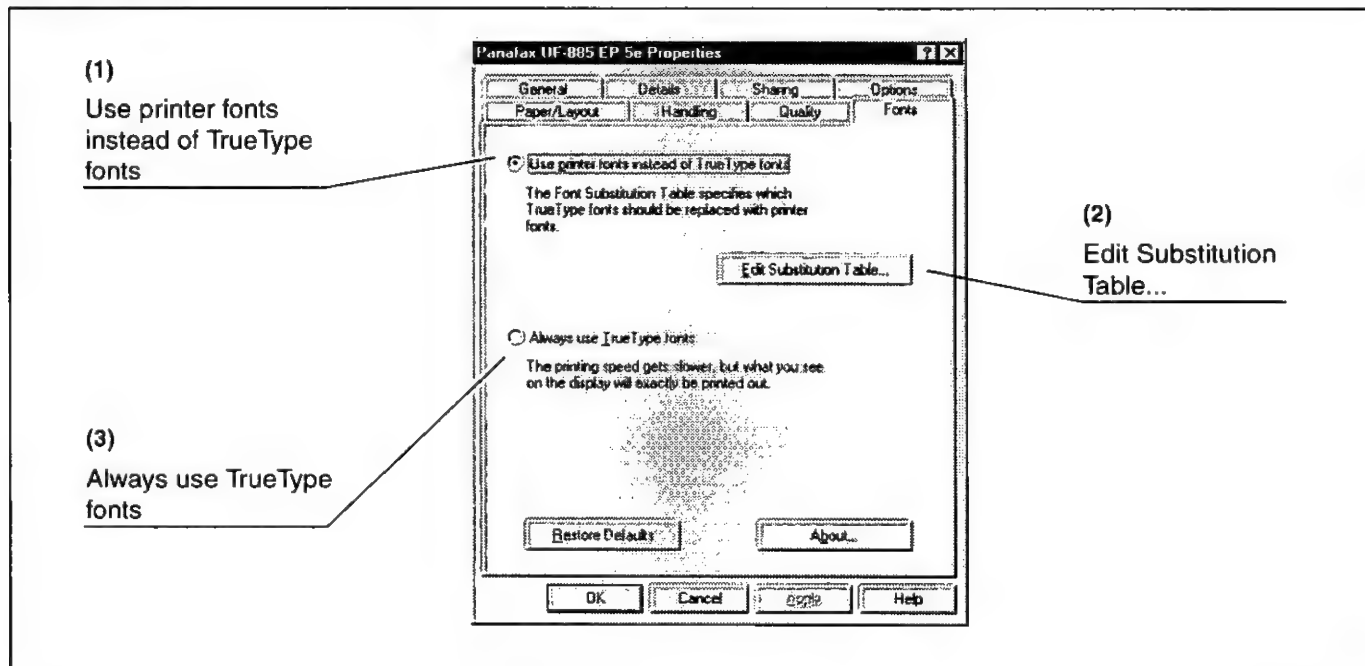 (1)
Use printer fonts
instead of TrueType
fonts
Panafax UF-885 EP 5e Properties
General Details Sharing Options
Paper/Layout Handling Quality Fonts
Use printer fonts instead of TrueType fonts
The Font Substitution Table specifies which
TrueType fonts should be replaced with printer
fonts.
Edit Substitution Table...
(2)
Edit Substitution
Table...
Always use TrueType fonts
The printing speed gets slower, but what you see
on the display will exactly be printed out.
(3)
Always use TrueType
fonts
Restore Defaults About...
OK Cancel Apply Help